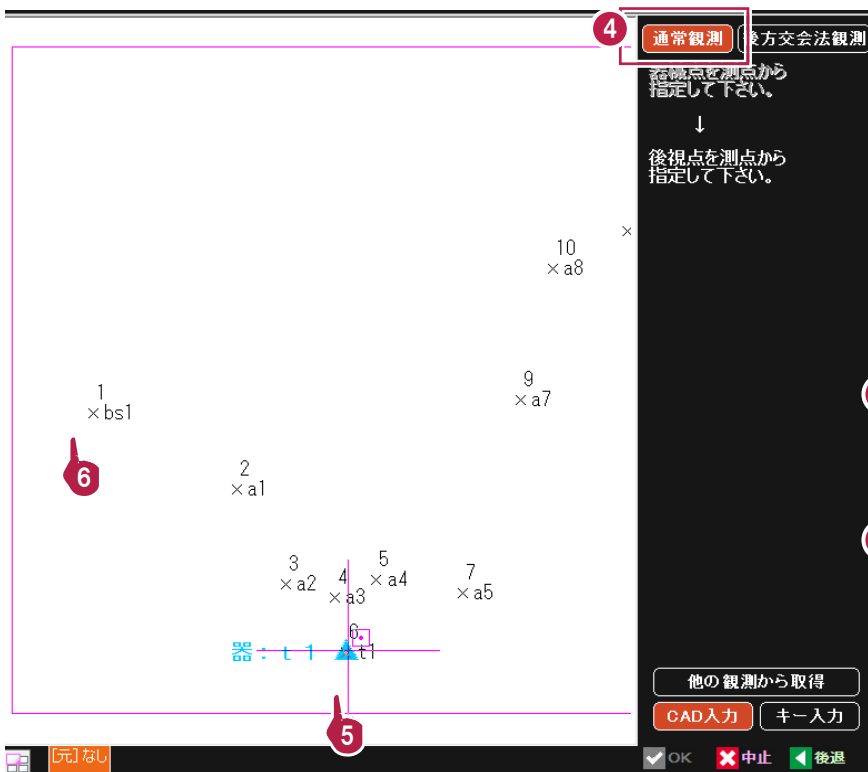 4
通常観測
後方交会法観測
器械点を測点から
指定して下さい。
↓
後視点を測点から
指定して下さい。
10
×a8
×
9
×a7
1
×bs1
6
2
×a1
3
×a2
4
×a3
5
×a4
7
×a5
6
器：t1
t1
5
他の観測から取得
CAD入力
キー入力
[元]なし
OK
中止
後退